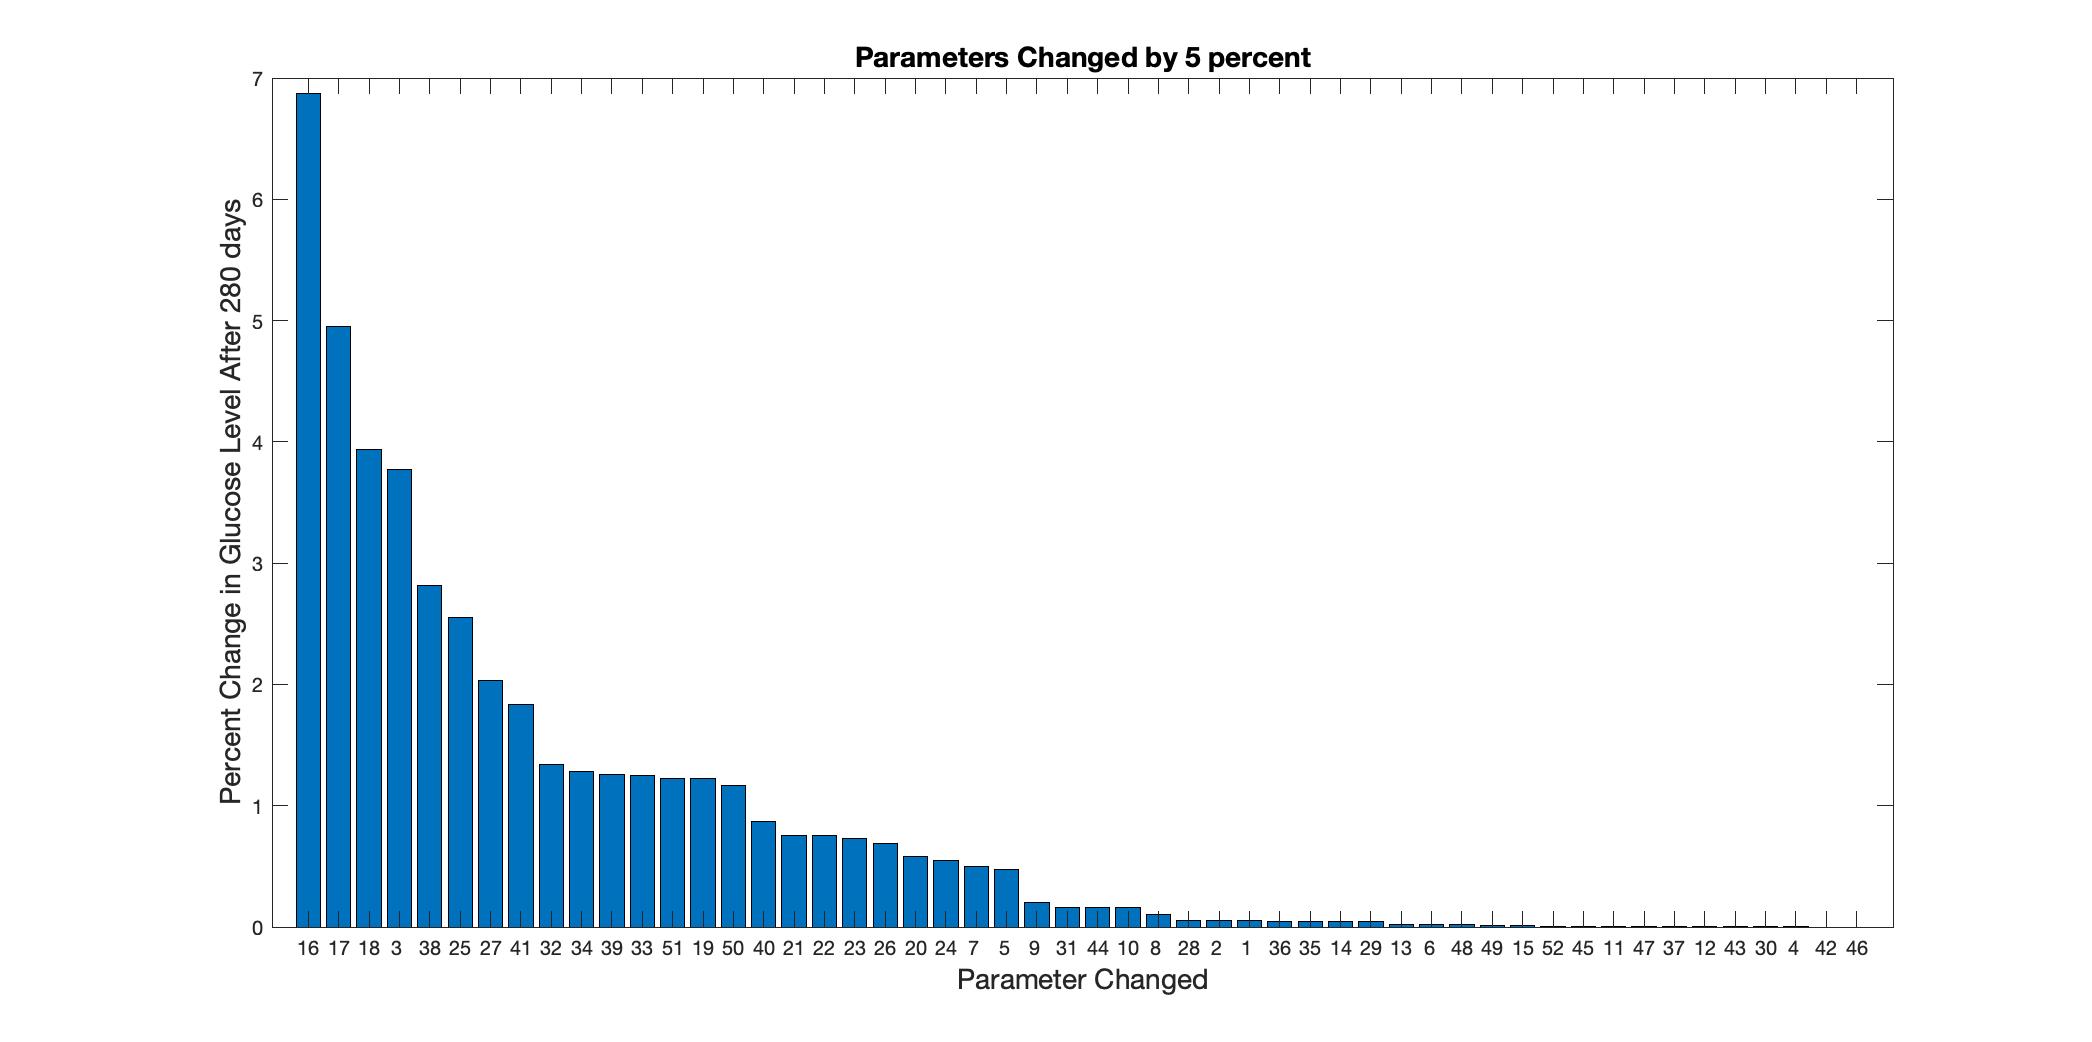 Parameters Changed by 5 percent
7
6
5
4
3
2
1
0
Percent Change in Glucose Level After 280 days
16 17 18 3 38 25 27 41 32 34 39 33 51 19 50 40 21 22 23 26 20 24 7 5 9 31 44 10 8 28 2 1 36 35 14 29 13 6 48 49 15 52 45 11 47 37 12 43 30 4 42 46
Parameter Changed